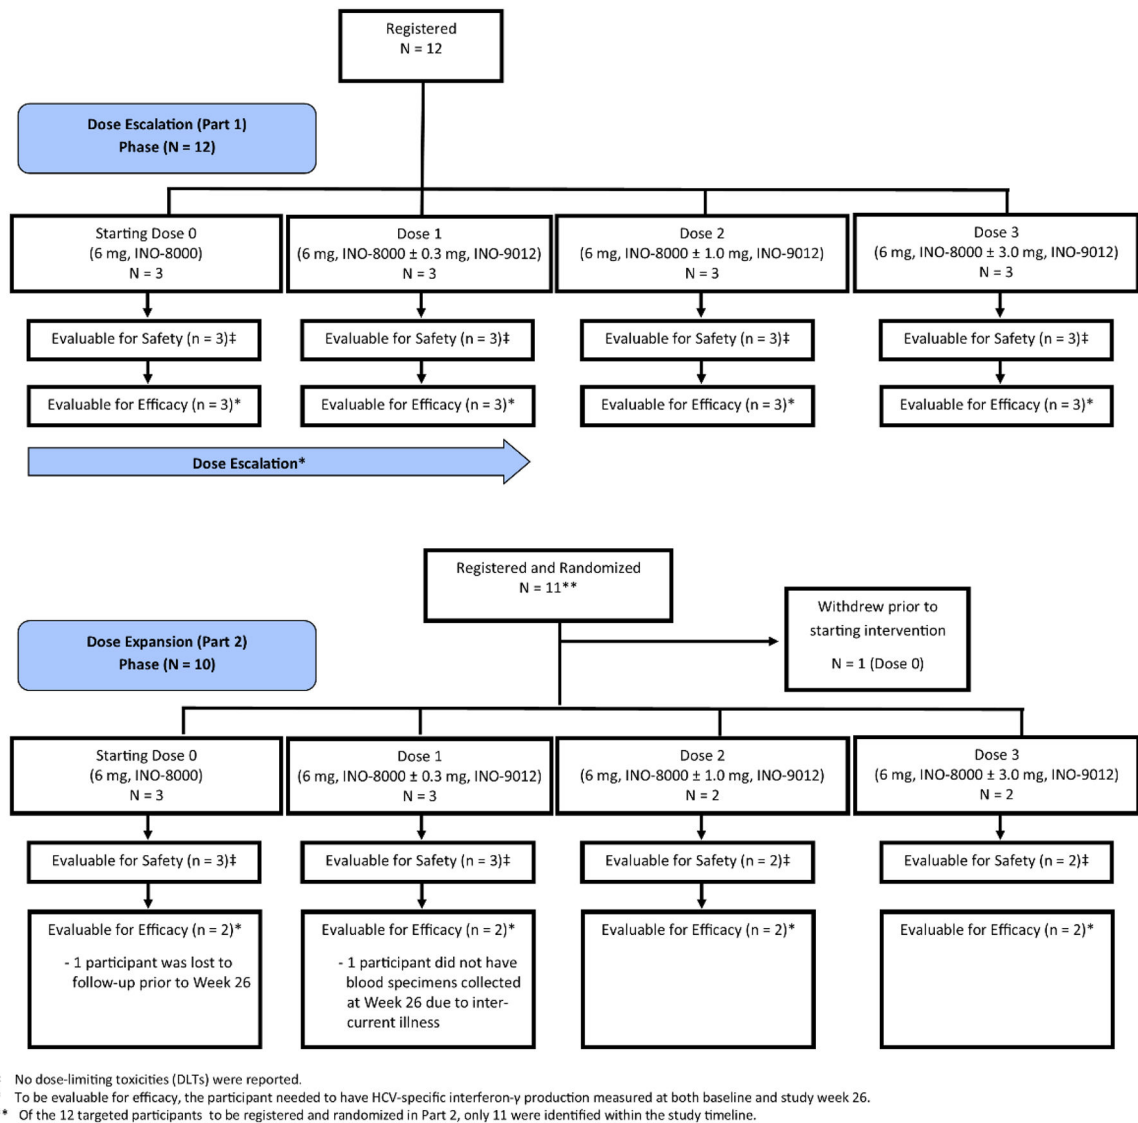 Registered
N = 12
Dose Escalation (Part 1)
Phase (N = 12)
Starting Dose 0
(6 mg, INO-8000)
N = 3
Dose 1
(6 mg, INO-8000 ± 0.3 mg, INO-9012)
N = 3
Dose 2
(6 mg, INO-8000 ± 1.0 mg, INO-9012)
N = 3
Dose 3
(6 mg, INO-8000 ± 3.0 mg, INO-9012)
N = 3
Evaluable for Safety (n = 3)‡
Evaluable for Safety (n = 3)‡
Evaluable for Safety (n = 3)‡
Evaluable for Safety (n = 3)‡
Evaluable for Efficacy (n = 3)*
Evaluable for Efficacy (n = 3)*
Evaluable for Efficacy (n = 3)*
Evaluable for Efficacy (n = 3)*
Dose Escalation*
Registered and Randomized
N = 11**
Withdrew prior to
starting intervention
N = 1 (Dose 0)
Dose Expansion (Part 2)
Phase (N = 10)
Starting Dose 0
(6 mg, INO-8000)
N = 3
Dose 1
(6 mg, INO-8000 ± 0.3 mg, INO-9012)
N = 3
Dose 2
(6 mg, INO-8000 ± 1.0 mg, INO-9012)
N = 2
Dose 3
(6 mg, INO-8000 ± 3.0 mg, INO-9012)
N = 2
Evaluable for Safety (n = 3)‡
Evaluable for Safety (n = 3)‡
Evaluable for Safety (n = 2)‡
Evaluable for Safety (n = 2)‡
Evaluable for Efficacy (n = 2)*
- 1 participant was lost to
follow-up prior to Week 26
Evaluable for Efficacy (n = 2)*
- 1 participant did not have
blood specimens collected
at Week 26 due to inter-
current illness
Evaluable for Efficacy (n = 2)*
Evaluable for Efficacy (n = 2)*
No dose-limiting toxicities (DLTs) were reported.
To be evaluable for efficacy, the participant needed to have HCV-specific interferon-γ production measured at both baseline and study week 26.
* Of the 12 targeted participants to be registered and randomized in Part 2, only 11 were identified within the study timeline.